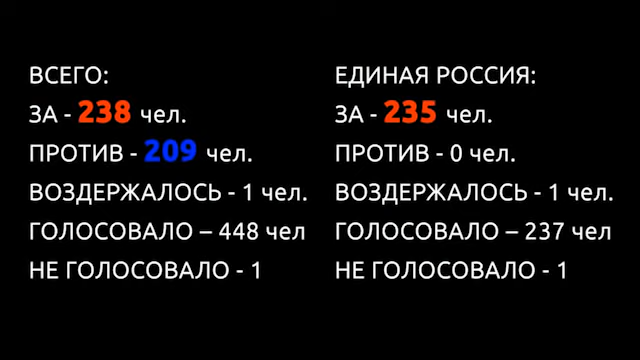 ВСЕГО:
ЗА - 238 чел.
ПРОТИВ - 209 чел.
ВОЗДЕРЖАЛОСЬ - 1 чел.
ГОЛОСОВАЛО – 448 чел
НЕ ГОЛОСОВАЛО - 1
ЕДИНАЯ РОССИЯ:
ЗА - 235 чел.
ПРОТИВ - 0 чел.
ВОЗДЕРЖАЛОСЬ - 1 чел.
ГОЛОСОВАЛО – 237 чел
НЕ ГОЛОСОВАЛО - 1